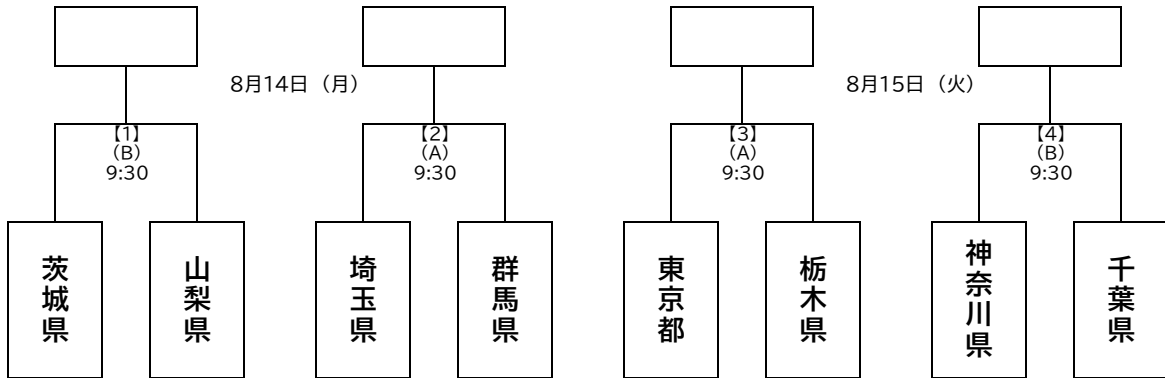 8月14日（月）
8月15日（火）
【1】
（B）
9:30
【2】
（A）
9:30
【3】
（A）
9:30
【4】
（B）
9:30
茨城県
山梨県
埼玉県
群馬県
東京都
栃木県
神奈川県
千葉県